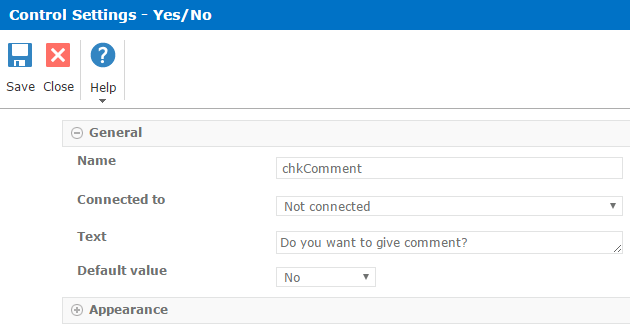 Control Settings - Yes/No
Save Close Help
General
Name chkComment
Connected to Not connected
Text Do you want to give comment?
Default value No
Appearance